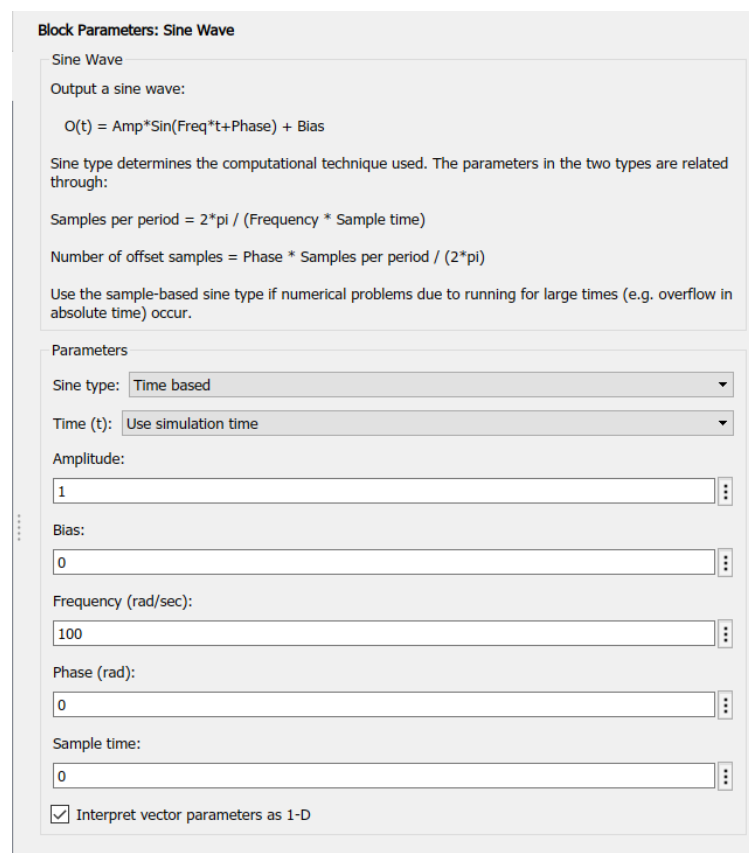 Block Parameters: Sine Wave
Sine Wave
Output a sine wave:
O(t) = Amp*Sin(Freq*t+Phase) + Bias
Sine type determines the computational technique used. The parameters in the two types are related
through:
Samples per period = 2*pi / (Frequency * Sample time)
Number of offset samples = Phase * Samples per period / (2*pi)
Use the sample-based sine type if numerical problems due to running for large times (e.g. overflow in
absolute time) occur.
Parameters
Sine type: Time based
Time (t): Use simulation time
Amplitude:
1
Bias:
0
Frequency (rad/sec):
100
Phase (rad):
0
Sample time:
0
Interpret vector parameters as 1-D